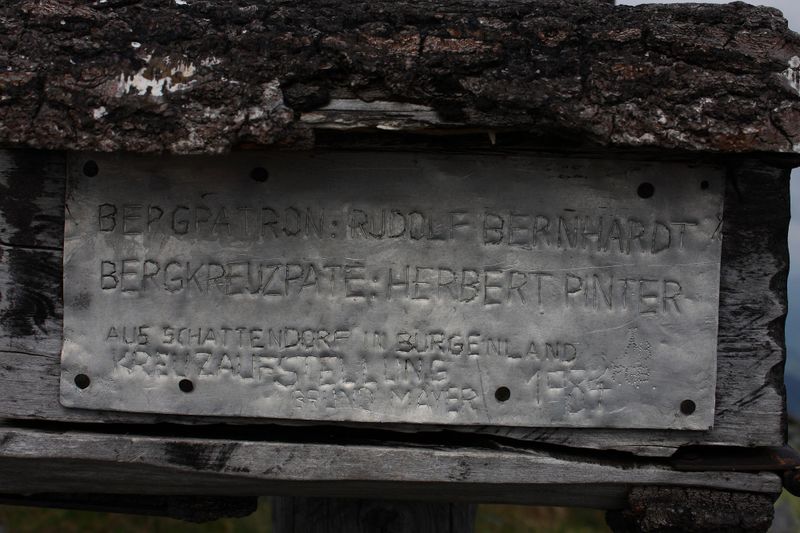 BERGPATRON: RUDOLF BERNHARDT
BERGKREUZPATE: HERBERT PINTER
AUS SCHATTENDORF IN BURGENLAND
KREUZAUFSTELLUNG
BRUNO MAYER